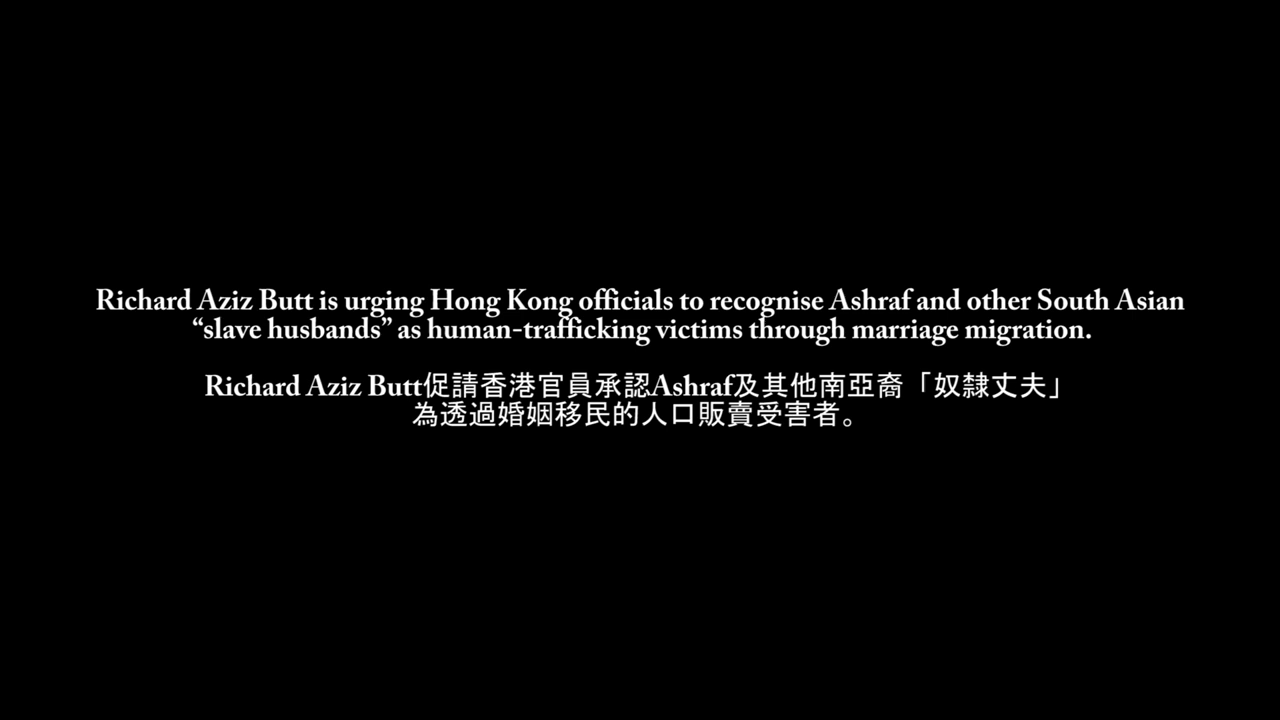 Richard Aziz Butt is urging Hong Kong officials to recognise Ashraf and other South Asian
“slave husbands” as human-trafficking victims through marriage migration.
Richard Aziz Butt促請香港官員承認Ashraf及其他南亞裔「奴隸丈夫」
為透過婚姻移民的人口販賣受害者。